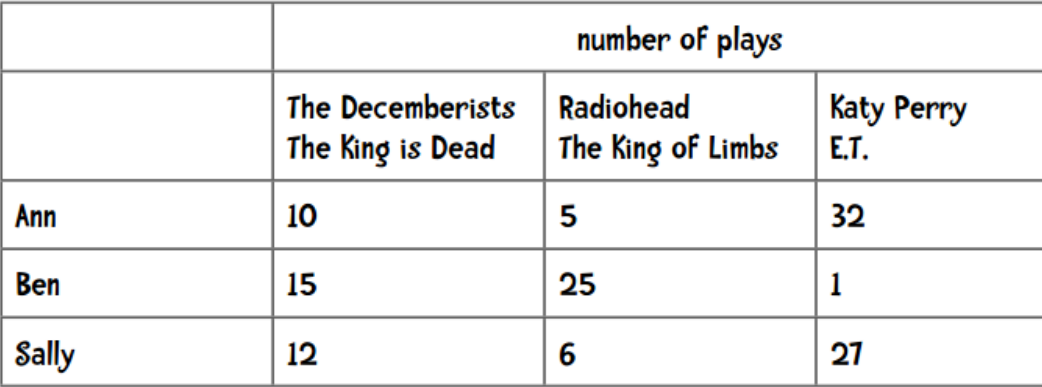 number of plays
The Decemberists
The King is Dead
Radiohead
The King of Limbs
Katy Perry
E.T.
Ann 10 5 32
Ben 15 25 1
Sally 12 6 27